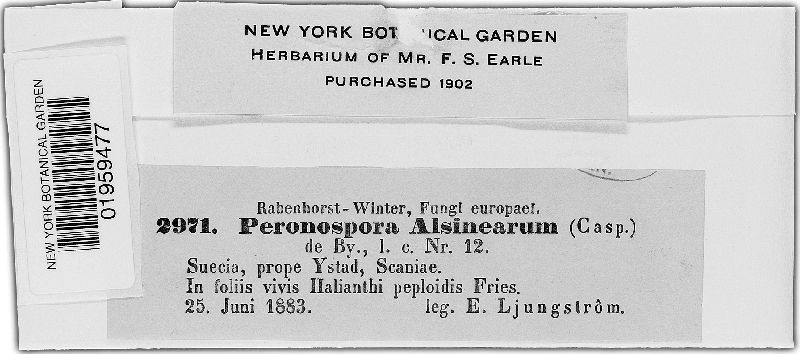 NEW YORK BOT ICAL GARDEN
HERBARIUM OF MR. F. S. EARLE
PURCHASED 1902
NEW YORK BOTANICAL GARDEN
01959477
Rabenhorst-Winter, Fungi europaei.
2971. Peronospora Alsinearum (Casp.)
de By., l. c. Nr. 12.
Suecia, prope Ystad, Scaniae.
In foliis vivis Halianthi peploidis Fries.
25. Juni 1883. leg. E. Ljungström.